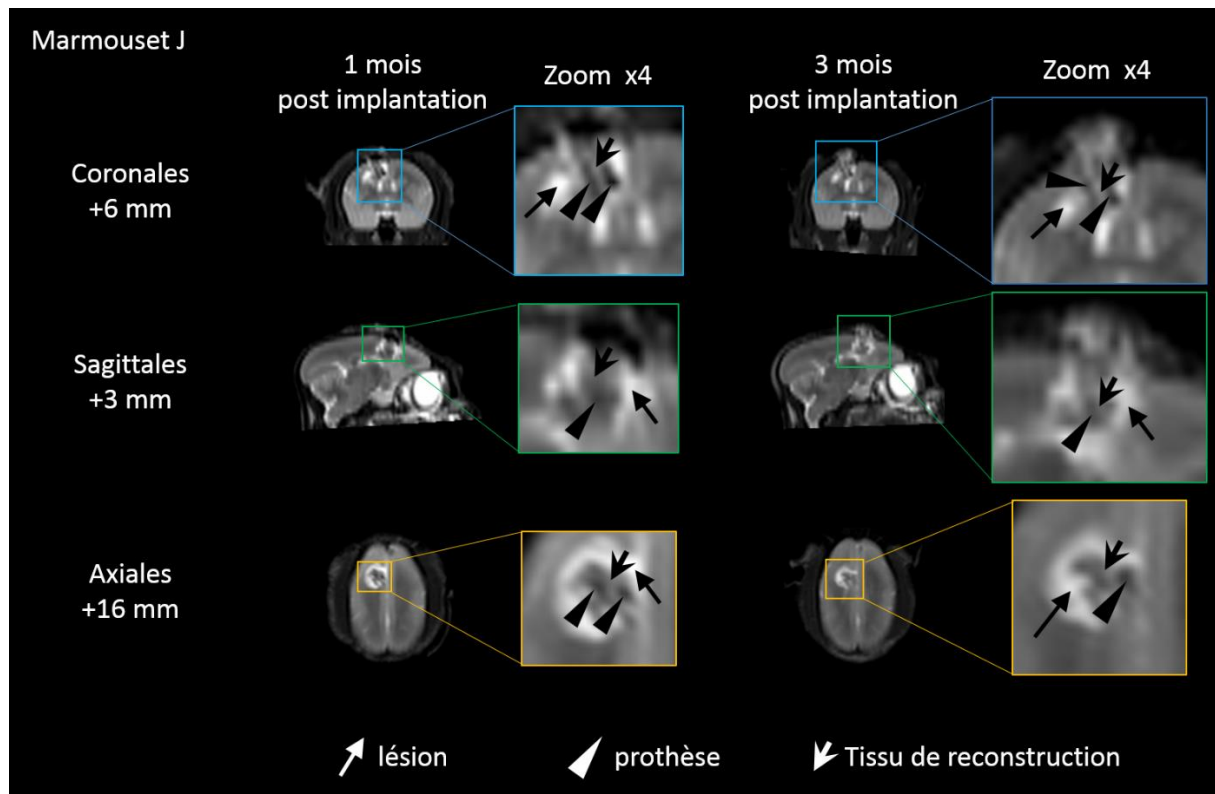 Marmouset J
1 mois
post implantation
Zoom x4
3 mois
post implantation
Zoom x4
Coronales
+6 mm
Sagittales
+3 mm
Axiales
+16 mm
lésion
prothèse
Tissu de reconstruction